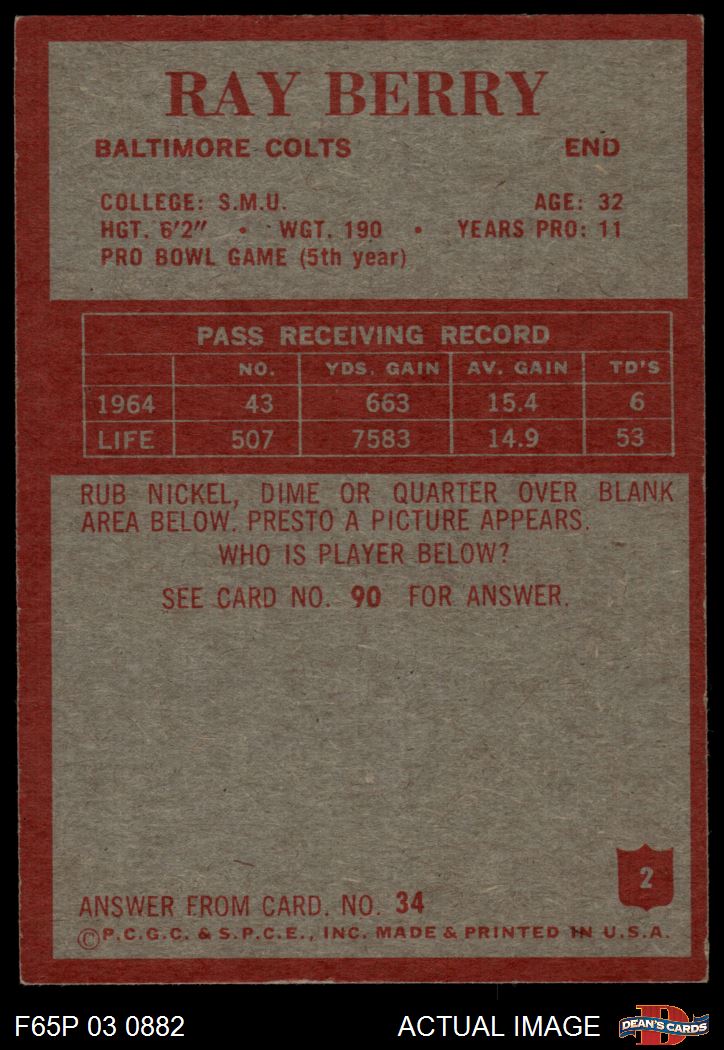 RAY BERRY
BALTIMORE COLTS END
COLLEGE: S.M.U. AGE: 32
HGT. 6'2" • WGT. 190 • YEARS PRO: 11
PRO BOWL GAME (5th year)
PASS RECEIVING RECORD
NO. YDS. GAIN AV. GAIN TD'S
1964 43 663 15.4 6
LIFE 507 7583 14.9 53
RUB NICKEL, DIME OR QUARTER OVER BLANK
AREA BELOW. PRESTO A PICTURE APPEARS.
WHO IS PLAYER BELOW?
SEE CARD NO. 90 FOR ANSWER.
2
ANSWER FROM CARD. NO. 34
©P.C.G.C. & S.P.C.E., INC. MADE & PRINTED IN U.S.A.
F65P 03 0882 ACTUAL IMAGE
D
DEAN'S CARDS